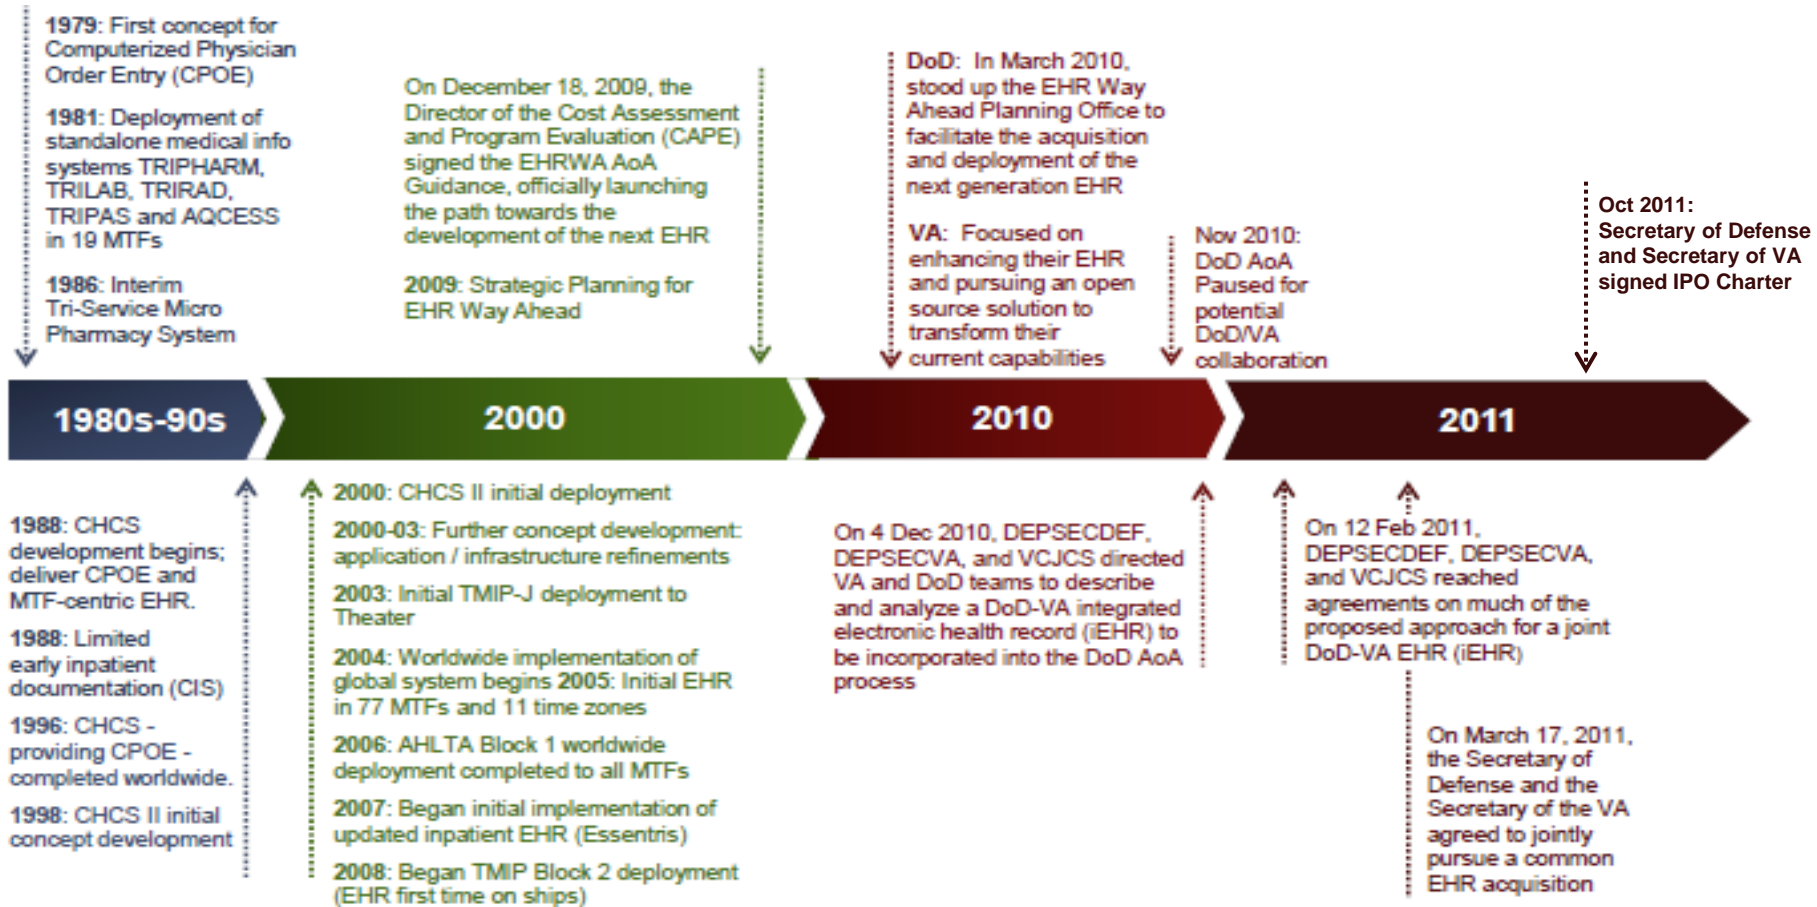 1979: First concept for
Computerized Physician
Order Entry (CPOE)
1981: Deployment of
standalone medical info
systems TRIPHARM,
TRILAB, TRIRAD,
TRIPAS and AQCESS
in 19 MTFs
1986: Interim
Tri-Service Micro
Pharmacy System
On December 18, 2009, the
Director of the Cost Assessment
and Program Evaluation (CAPE)
signed the EHRWA AoA
Guidance, officially launching
the path towards the
development of the next EHR
2009: Strategic Planning for
EHR Way Ahead
DoD: In March 2010,
stood up the EHR Way
Ahead Planning Office to
facilitate the acquisition
and deployment of the
next generation EHR
VA: Focused on
enhancing their EHR
and pursuing an open
source solution to
transform their
current capabilities
Nov 2010:
DoD AoA
Paused for
potential
DoD/VA
collaboration
Oct 2011:
Secretary of Defense
and Secretary of VA
signed IPO Charter
1980s-90s
2000
2010
2011
1988: CHCS
development begins;
deliver CPOE and
MTF-centric EHR.
1988: Limited
early inpatient
documentation (CIS)
1996: CHCS -
providing CPOE -
completed worldwide.
1998: CHCS II initial
concept development
2000: CHCS II initial deployment
2000-03: Further concept development:
application / infrastructure refinements
2003: Initial TMIP-J deployment to
Theater
2004: Worldwide implementation of
global system begins 2005: Initial EHR
in 77 MTFs and 11 time zones
2006: AHLTA Block 1 worldwide
deployment completed to all MTFs
2007: Began initial implementation of
updated inpatient EHR (Essentris)
2008: Began TMIP Block 2 deployment
(EHR first time on ships)
On 4 Dec 2010, DEPSECDEF,
DEPSECVA, and VCJCS directed
VA and DoD teams to describe
and analyze a DoD-VA integrated
electronic health record (iEHR) to
be incorporated into the DoD AoA
process
On 12 Feb 2011,
DEPSECDEF, DEPSECVA,
and VCJCS reached
agreements on much of the
proposed approach for a joint
DoD-VA EHR (iEHR)
On March 17, 2011,
the Secretary of
Defense and the
Secretary of the VA
agreed to jointly
pursue a common
EHR acquisition